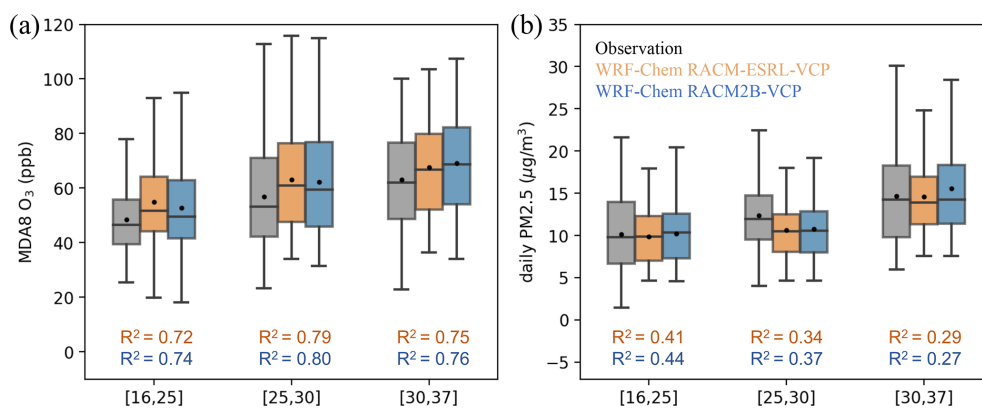 (a)
MDA8 O₃ (ppb)
120
100
80
60
40
20
0
R² = 0.72
R² = 0.74
R² = 0.79
R² = 0.80
R² = 0.75
R² = 0.76
[16,25]
[25,30]
[30,37]
(b)
daily PM2.5 (μg/m³)
35
30
25
20
15
10
5
0
−5
Observation
WRF-Chem RACM-ESRL-VCP
WRF-Chem RACM2B-VCP
R² = 0.41
R² = 0.44
R² = 0.34
R² = 0.37
R² = 0.29
R² = 0.27
[16,25]
[25,30]
[30,37]